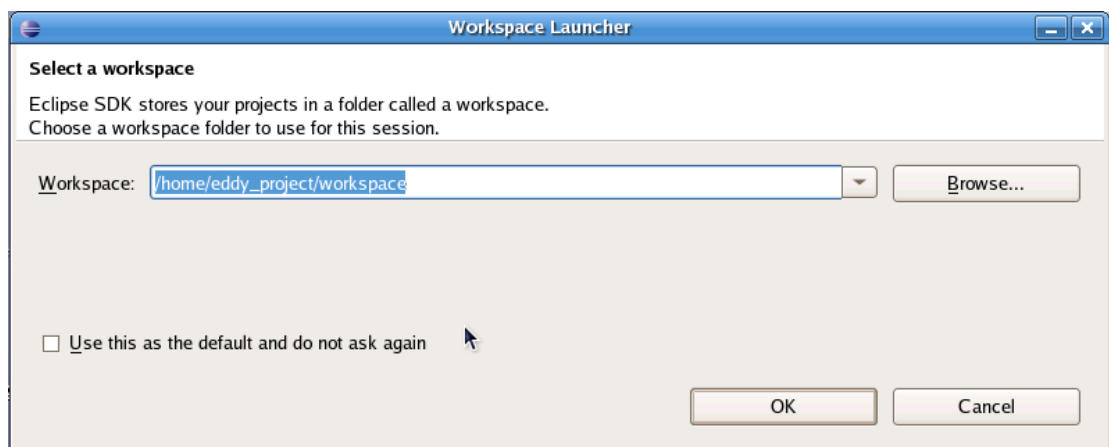 Workspace Launcher
Select a workspace
Eclipse SDK stores your projects in a folder called a workspace.
Choose a workspace folder to use for this session.
Workspace: /home/eddy_project/workspace Browse...
Use this as the default and do not ask again
OK Cancel